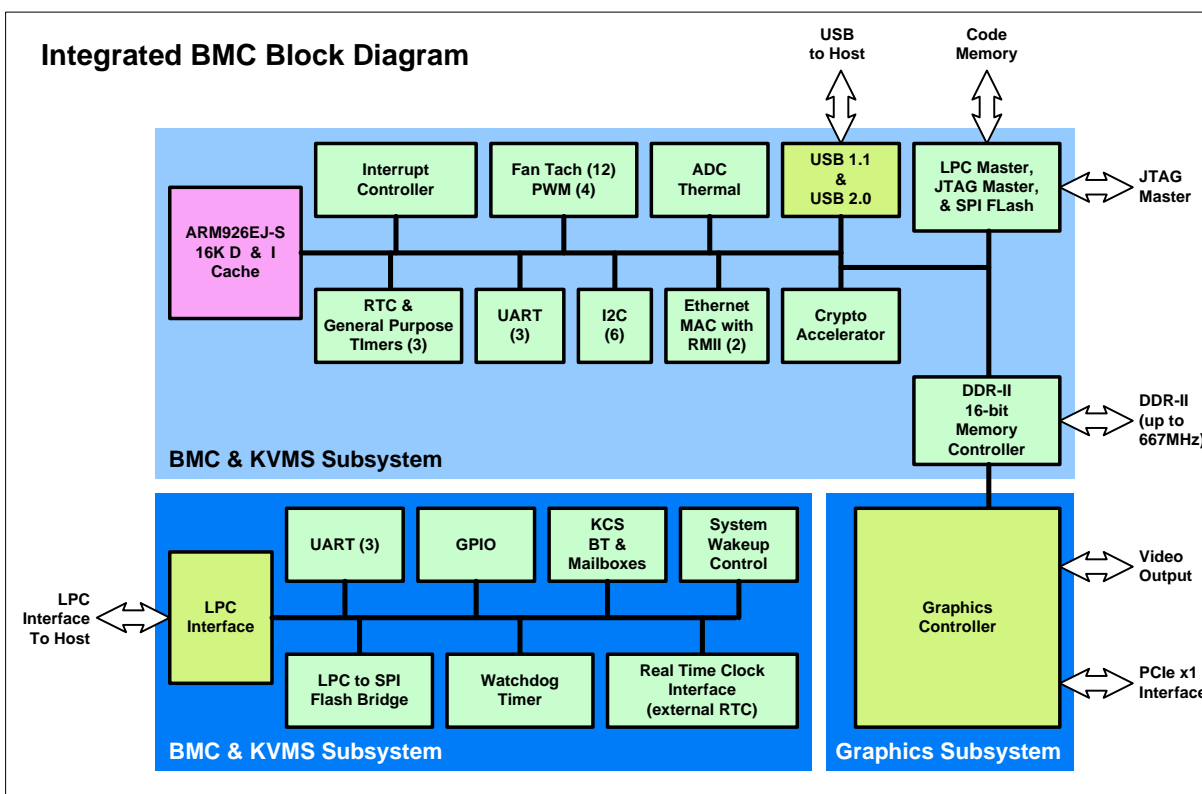 Integrated BMC Block Diagram
USB
to Host
Code
Memory
Interrupt
Controller
Fan Tach (12)
PWM (4)
ADC
Thermal
USB 1.1
&
USB 2.0
LPC Master,
JTAG Master,
& SPI FLash
JTAG
Master
ARM926EJ-S
16K D & I
Cache
RTC &
General Purpose
TImers (3)
UART
(3)
I2C
(6)
Ethernet
MAC with
RMII (2)
Crypto
Accelerator
DDR-II
16-bit
Memory
Controller
DDR-II
(up to
667MHz)
BMC & KVMS Subsystem
UART (3)
GPIO
KCS
BT &
Mailboxes
System
Wakeup
Control
LPC
Interface
To Host
LPC
Interface
LPC to SPI
Flash Bridge
Watchdog
Timer
Real Time Clock
Interface
(external RTC)
BMC & KVMS Subsystem
Graphics
Controller
Video
Output
PCIe x1
Interface
Graphics Subsystem